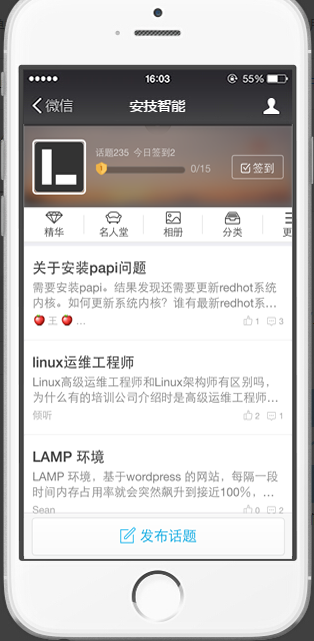 16:03 55%
微信 安技智能
话题235 今日签到2
1 0/15 签到
精华 名人堂 相册 分类 更
关于安装papi问题
需要安装papi。结果发现还需要更新redhot系统
内核。如何更新系统内核？谁有最新redhot系...
王 ... 1 3
linux运维工程师
Linux高级运维工程师和Linux架构师有区别吗，
为什么有的培训公司介绍时是高级运维工程师...
倾听 2 1
LAMP 环境
LAMP 环境，基于wordpress 的网站，每隔一段
时间内存占用率就会突然飙升到接近100%，...
Sean 0 2
发布话题